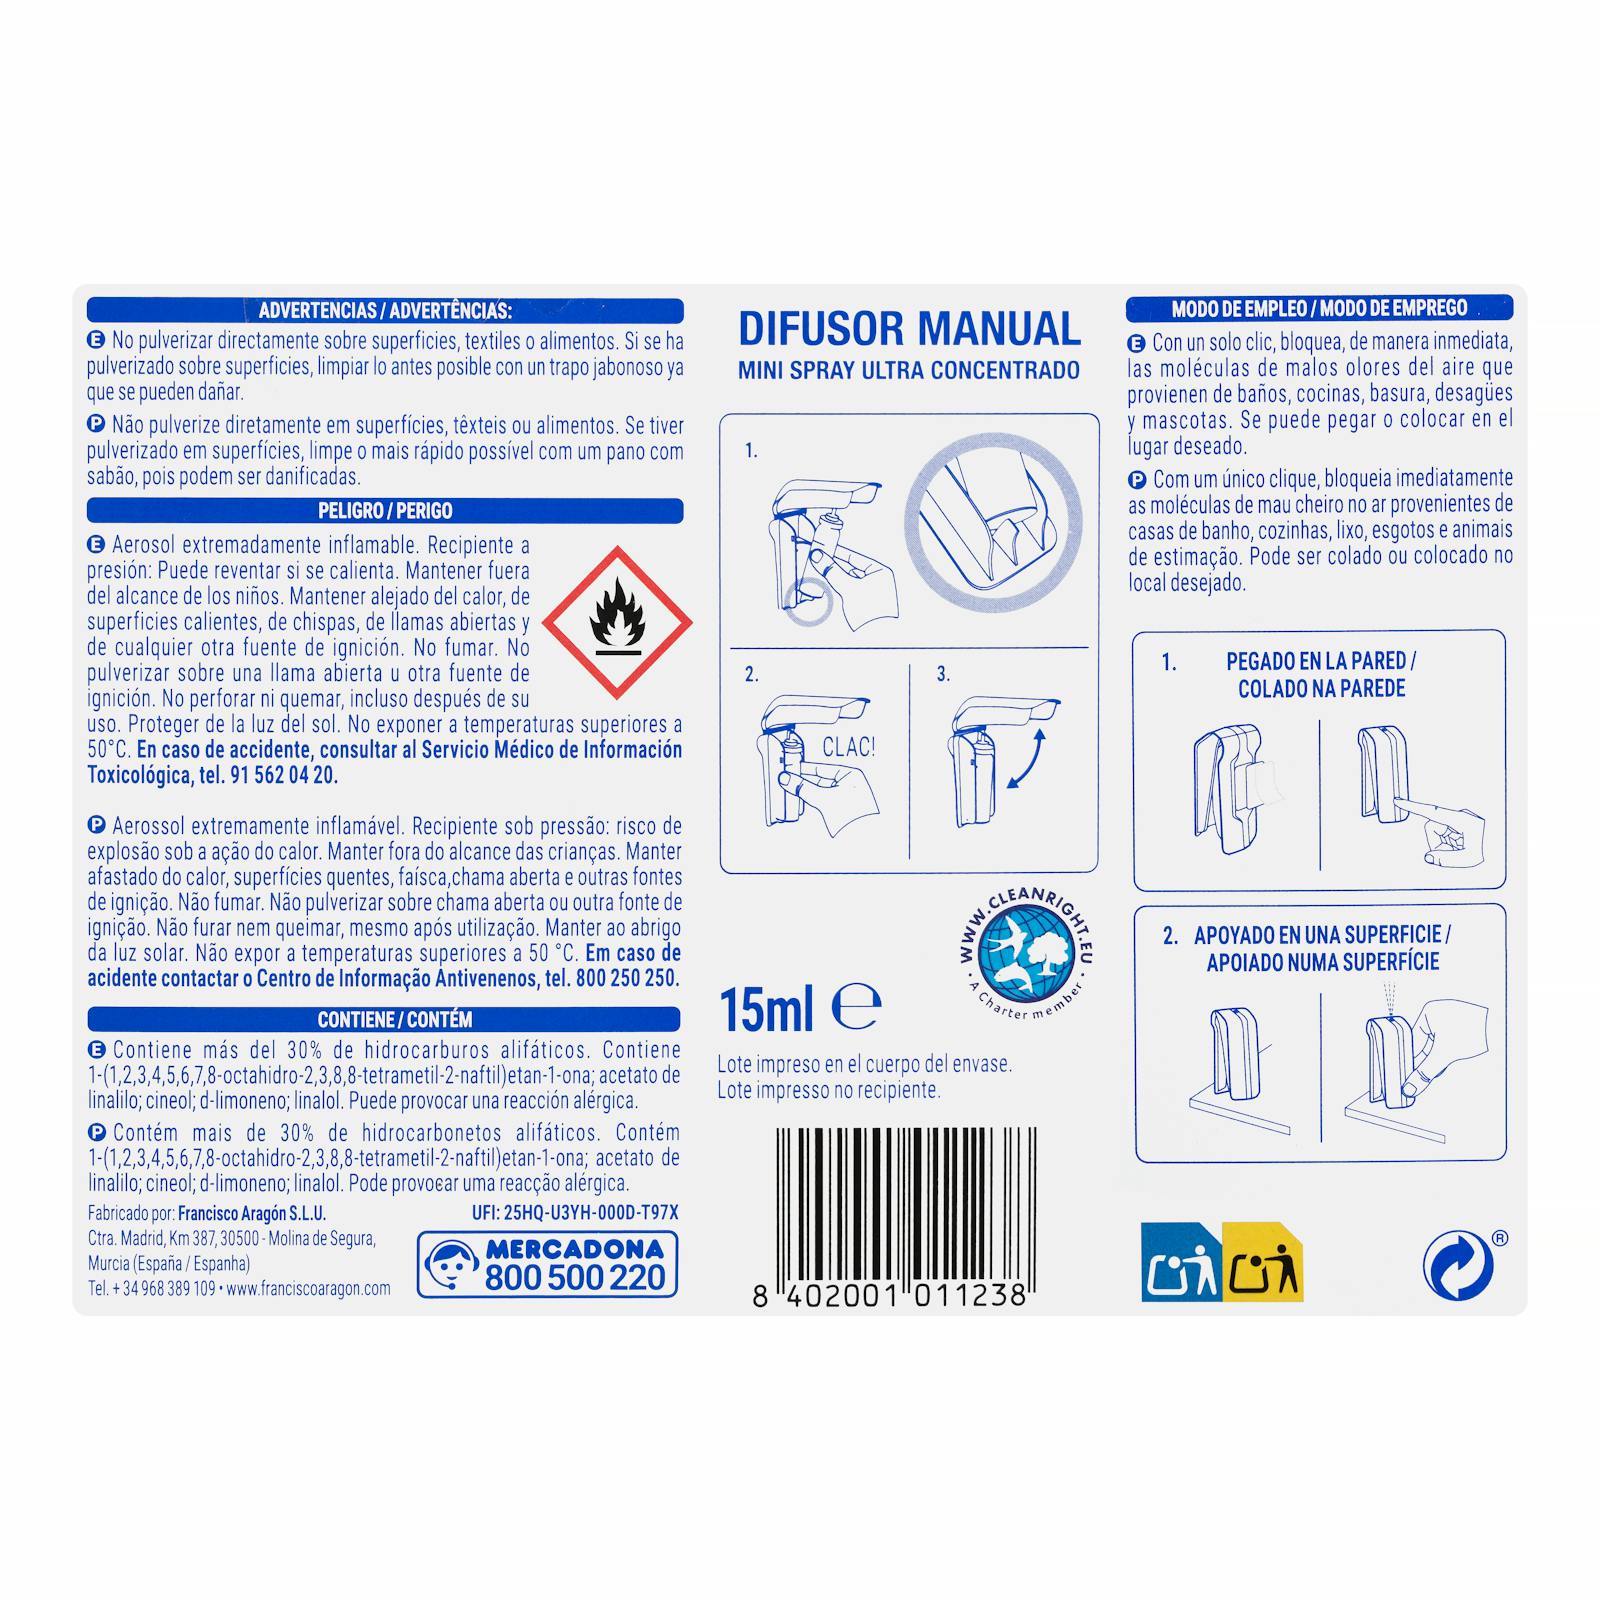 ADVERTENCIAS / ADVERTÊNCIAS:
E No pulverizar directamente sobre superficies, textiles o alimentos. Si se ha
pulverizado sobre superficies, limpiar lo antes posible con un trapo jabonoso ya
que se pueden dañar.
P Não pulverize diretamente em superfícies, têxteis ou alimentos. Se tiver
pulverizado em superfícies, limpe o mais rápido possível com um pano com
sabão, pois podem ser danificadas.
PELIGRO / PERIGO
E Aerosol extremadamente inflamable. Recipiente a
presión: Puede reventar si se calienta. Mantener fuera
del alcance de los niños. Mantener alejado del calor, de
superficies calientes, de chispas, de llamas abiertas y
de cualquier otra fuente de ignición. No fumar. No
pulverizar sobre una llama abierta u otra fuente de
ignición. No perforar ni quemar, incluso después de su
uso. Proteger de la luz del sol. No exponer a temperaturas superiores a
50°C. En caso de accidente, consultar al Servicio Médico de Información
Toxicológica, tel. 91 562 04 20.
P Aerossol extremamente inflamável. Recipiente sob pressão: risco de
explosão sob a ação do calor. Manter fora do alcance das crianças. Manter
afastado do calor, superfícies quentes, faísca,chama aberta e outras fontes
de ignição. Não fumar. Não pulverizar sobre chama aberta ou outra fonte de
ignição. Não furar nem queimar, mesmo após utilização. Manter ao abrigo
da luz solar. Não expor a temperaturas superiores a 50 °C. Em caso de
acidente contactar o Centro de Informação Antivenenos, tel. 800 250 250.
CONTIENE / CONTÉM
E Contiene más del 30% de hidrocarburos alifáticos. Contiene
1-(1,2,3,4,5,6,7,8-octahidro-2,3,8,8-tetrametil-2-naftil)etan-1-ona; acetato de
linalilo; cineol; d-limoneno; linalol. Puede provocar una reacción alérgica.
P Contém mais de 30% de hidrocarbonetos alifáticos. Contém
1-(1,2,3,4,5,6,7,8-octahidro-2,3,8,8-tetrametil-2-naftil)etan-1-ona; acetato de
linalilo; cineol; d-limoneno; linalol. Pode provocar uma reacção alérgica.
Fabricado por: Francisco Aragón S.L.U.
Ctra. Madrid, Km 387, 30500 - Molina de Segura,
Murcia (España / Espanha)
Tel. + 34 968 389 109 • www.franciscoaragon.com
UFI: 25HQ-U3YH-000D-T97X
MERCADONA
800 500 220
DIFUSOR MANUAL
MINI SPRAY ULTRA CONCENTRADO
1.
2.
CLAC!
3.
WWW.CLEANRIGHT.EU
• A Charter member •
15ml e
Lote impreso en el cuerpo del envase.
Lote impresso no recipiente.
8 402001 011238
MODO DE EMPLEO / MODO DE EMPREGO
E Con un solo clic, bloquea, de manera inmediata,
las moléculas de malos olores del aire que
provienen de baños, cocinas, basura, desagües
y mascotas. Se puede pegar o colocar en el
lugar deseado.
P Com um único clique, bloqueia imediatamente
as moléculas de mau cheiro no ar provenientes de
casas de banho, cozinhas, lixo, esgotos e animais
de estimação. Pode ser colado ou colocado no
local desejado.
1. PEGADO EN LA PARED /
COLADO NA PAREDE
2. APOYADO EN UNA SUPERFICIE /
APOIADO NUMA SUPERFÍCIE
®